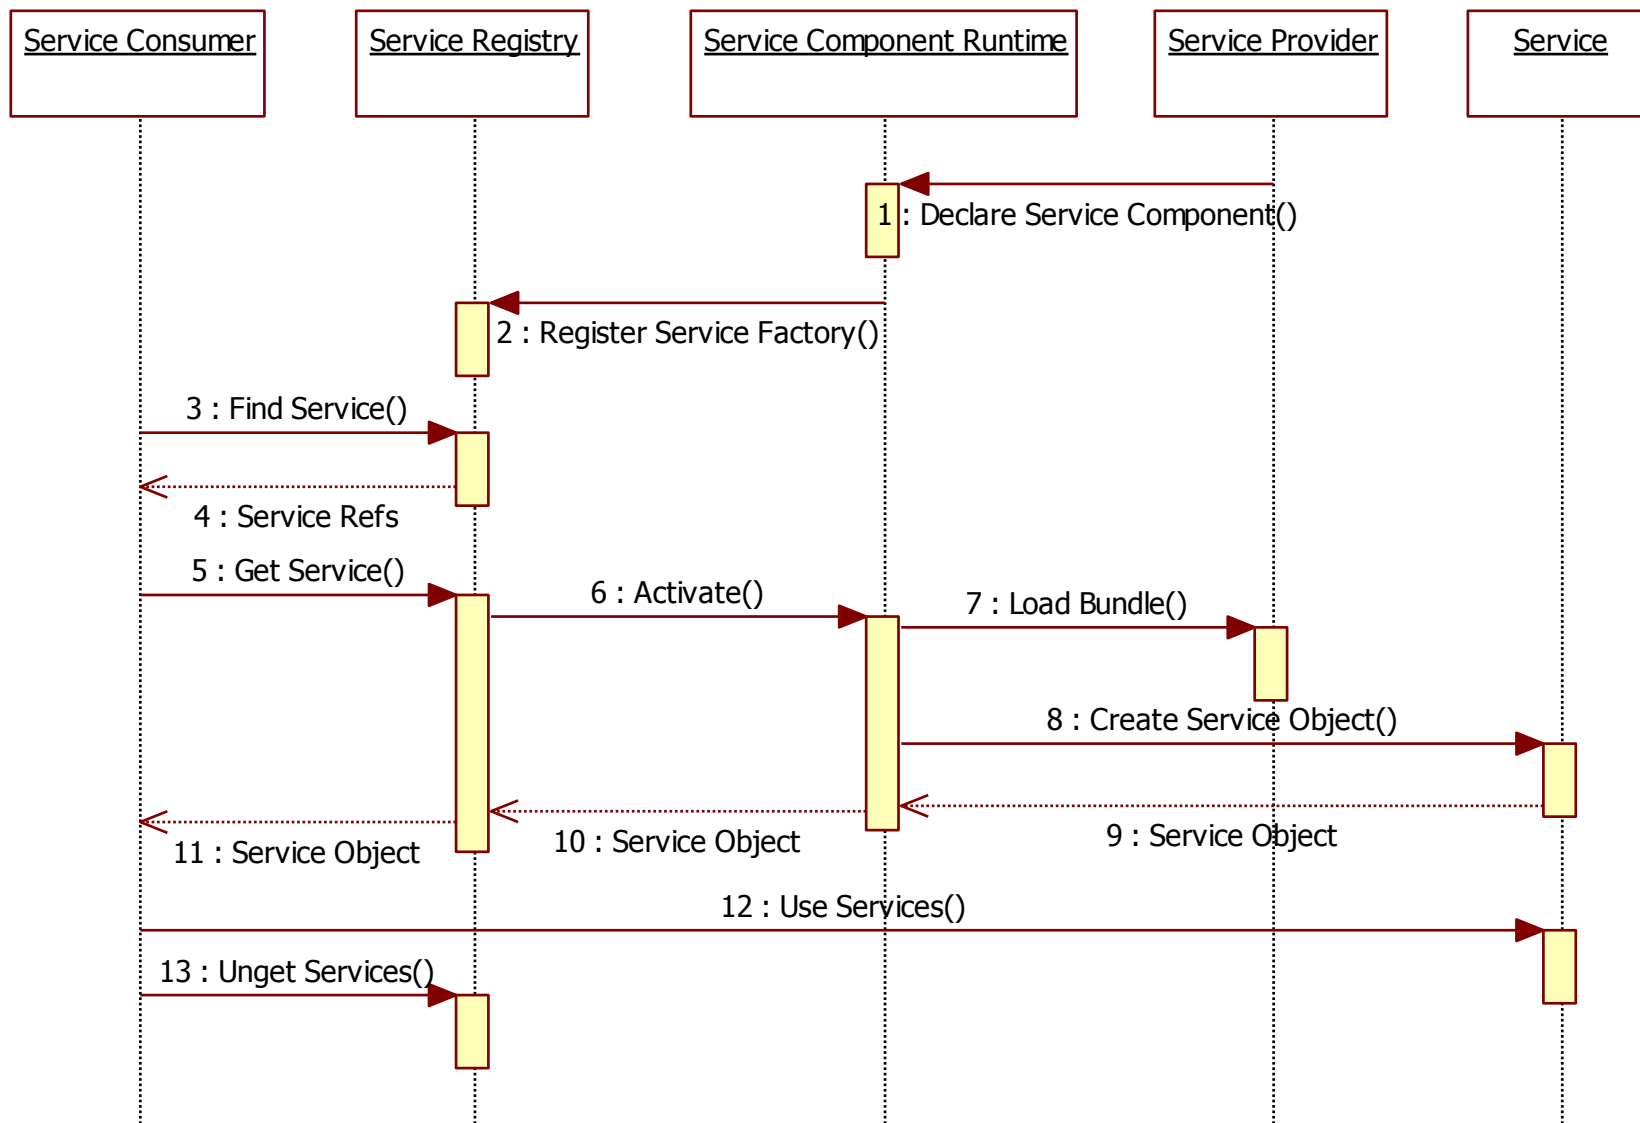 Service Consumer
Service Registry
Service Component Runtime
Service Provider
Service
1 : Declare Service Component()
2 : Register Service Factory()
3 : Find Service()
4 : Service Refs
5 : Get Service()
6 : Activate()
7 : Load Bundle()
8 : Create Service Object()
9 : Service Object
10 : Service Object
11 : Service Object
12 : Use Services()
13 : Unget Services()